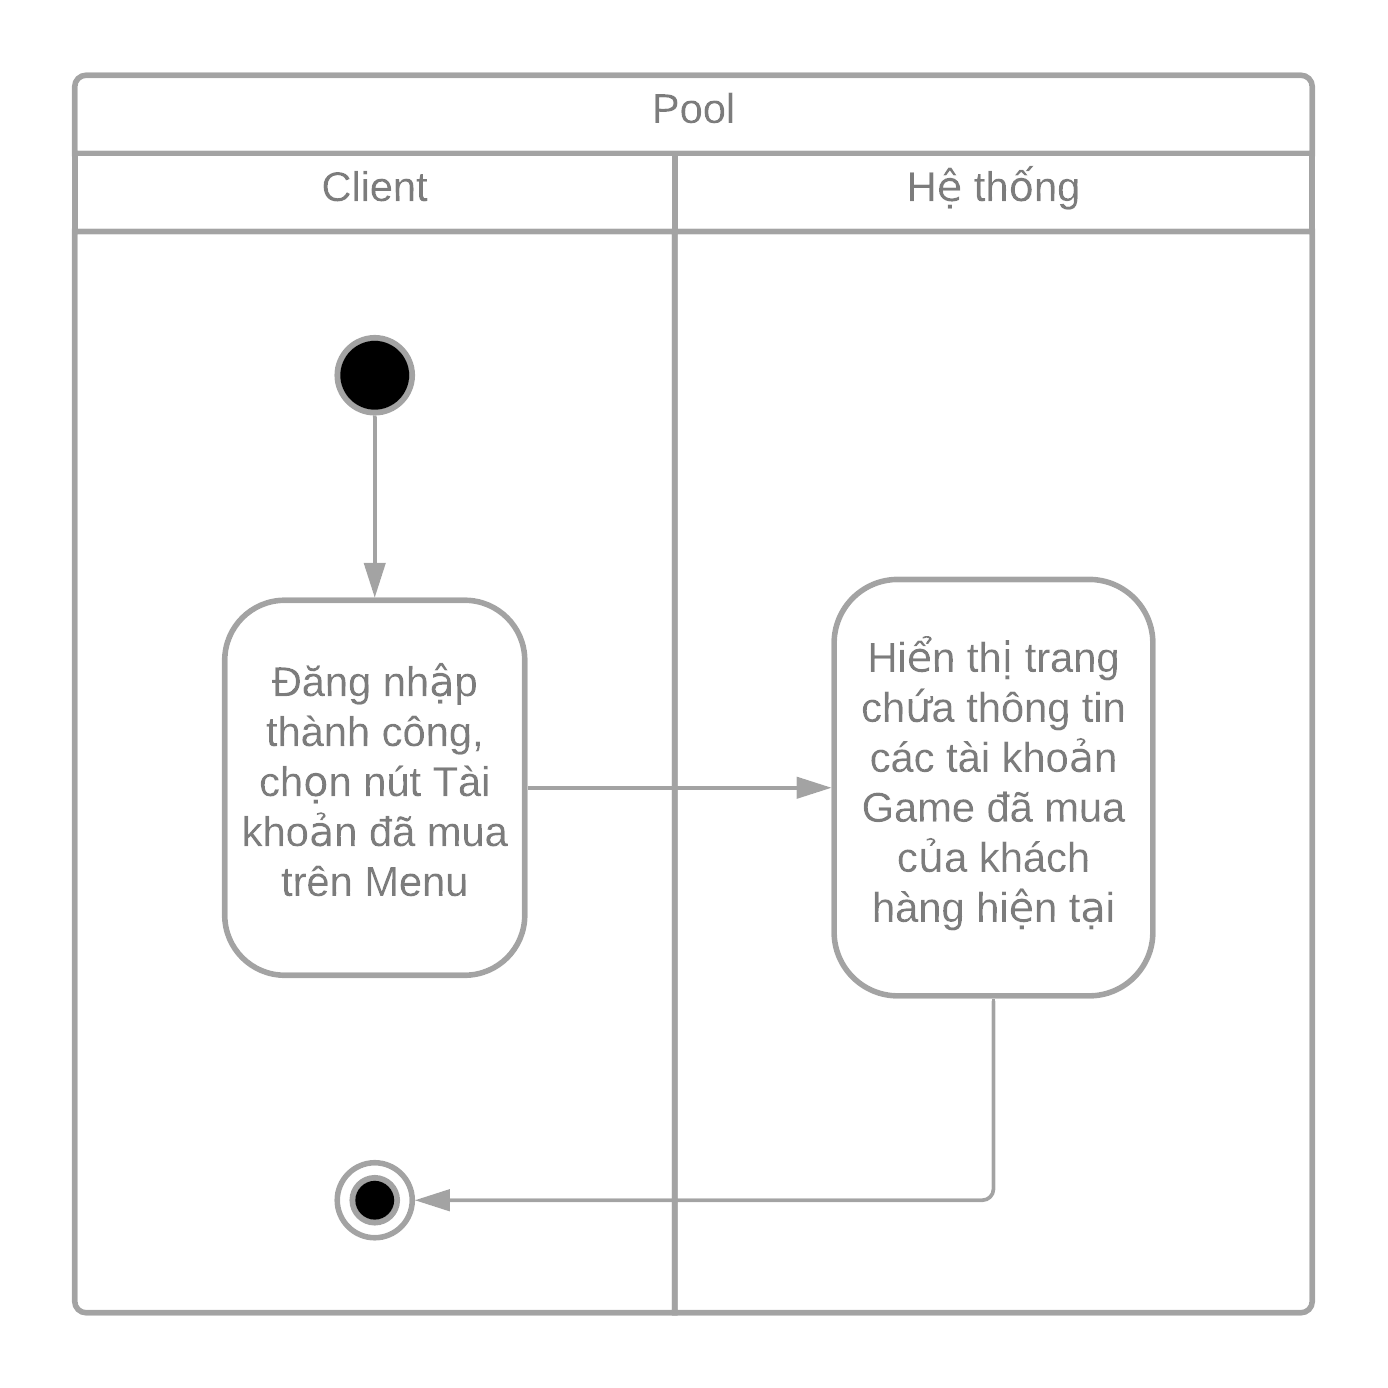 Pool
Client
Hệ thống
Đăng nhập
thành công,
chọn nút Tài
khoản đã mua
trên Menu
Hiển thị trang
chứa thông tin
các tài khoản
Game đã mua
của khách
hàng hiện tại